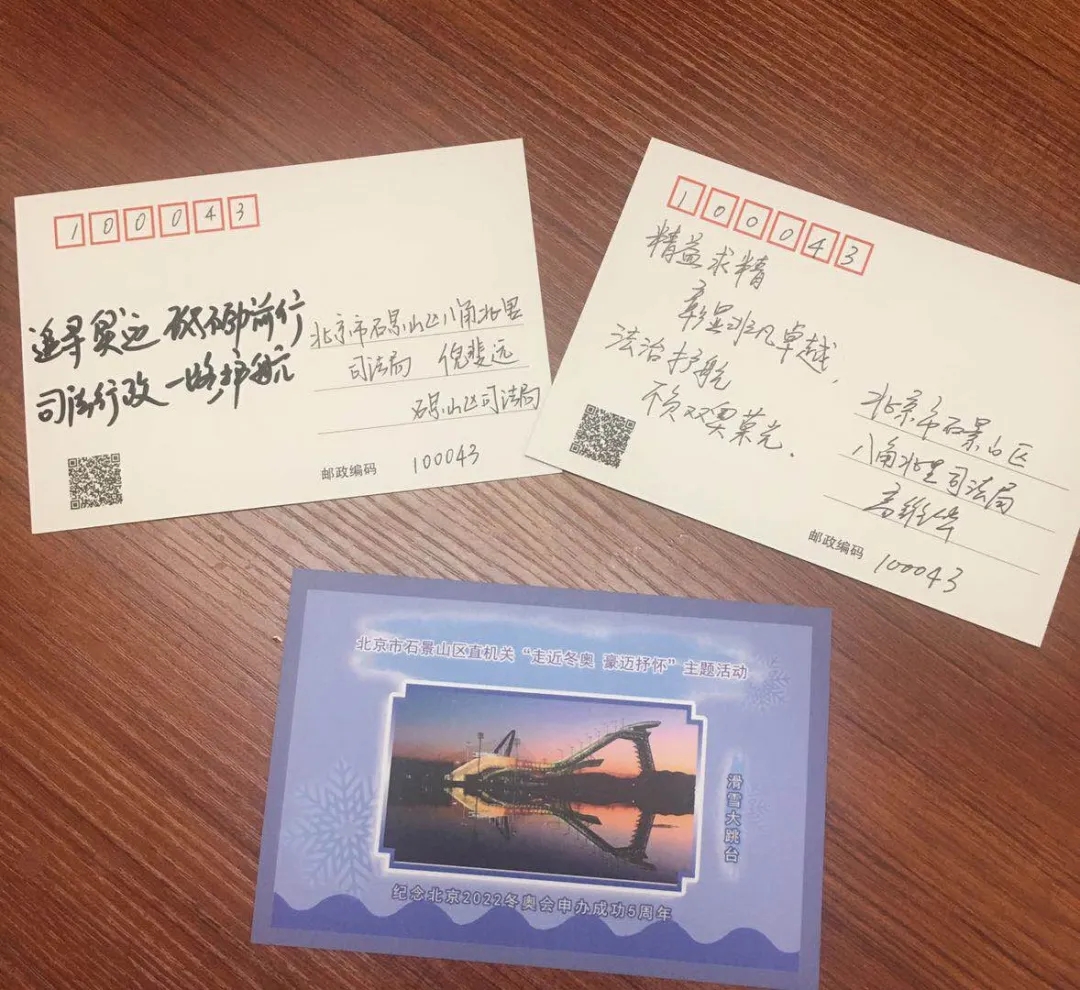 100043
追寻冬运 砥砺前行
司法行政 一路护航
北京市石景山区八角北里
司法局 倪斐远
石景山区司法局
邮政编码 100043
100043
精益求精
彰显非凡卓越,
法治护航
不负双奥荣光.
北京市石景山区
八角北里司法局
高
邮政编码 100043
北京市石景山区直机关“走近冬奥 豪迈抒怀”主题活动
滑雪大跳台
纪念北京2022冬奥会申办成功5周年